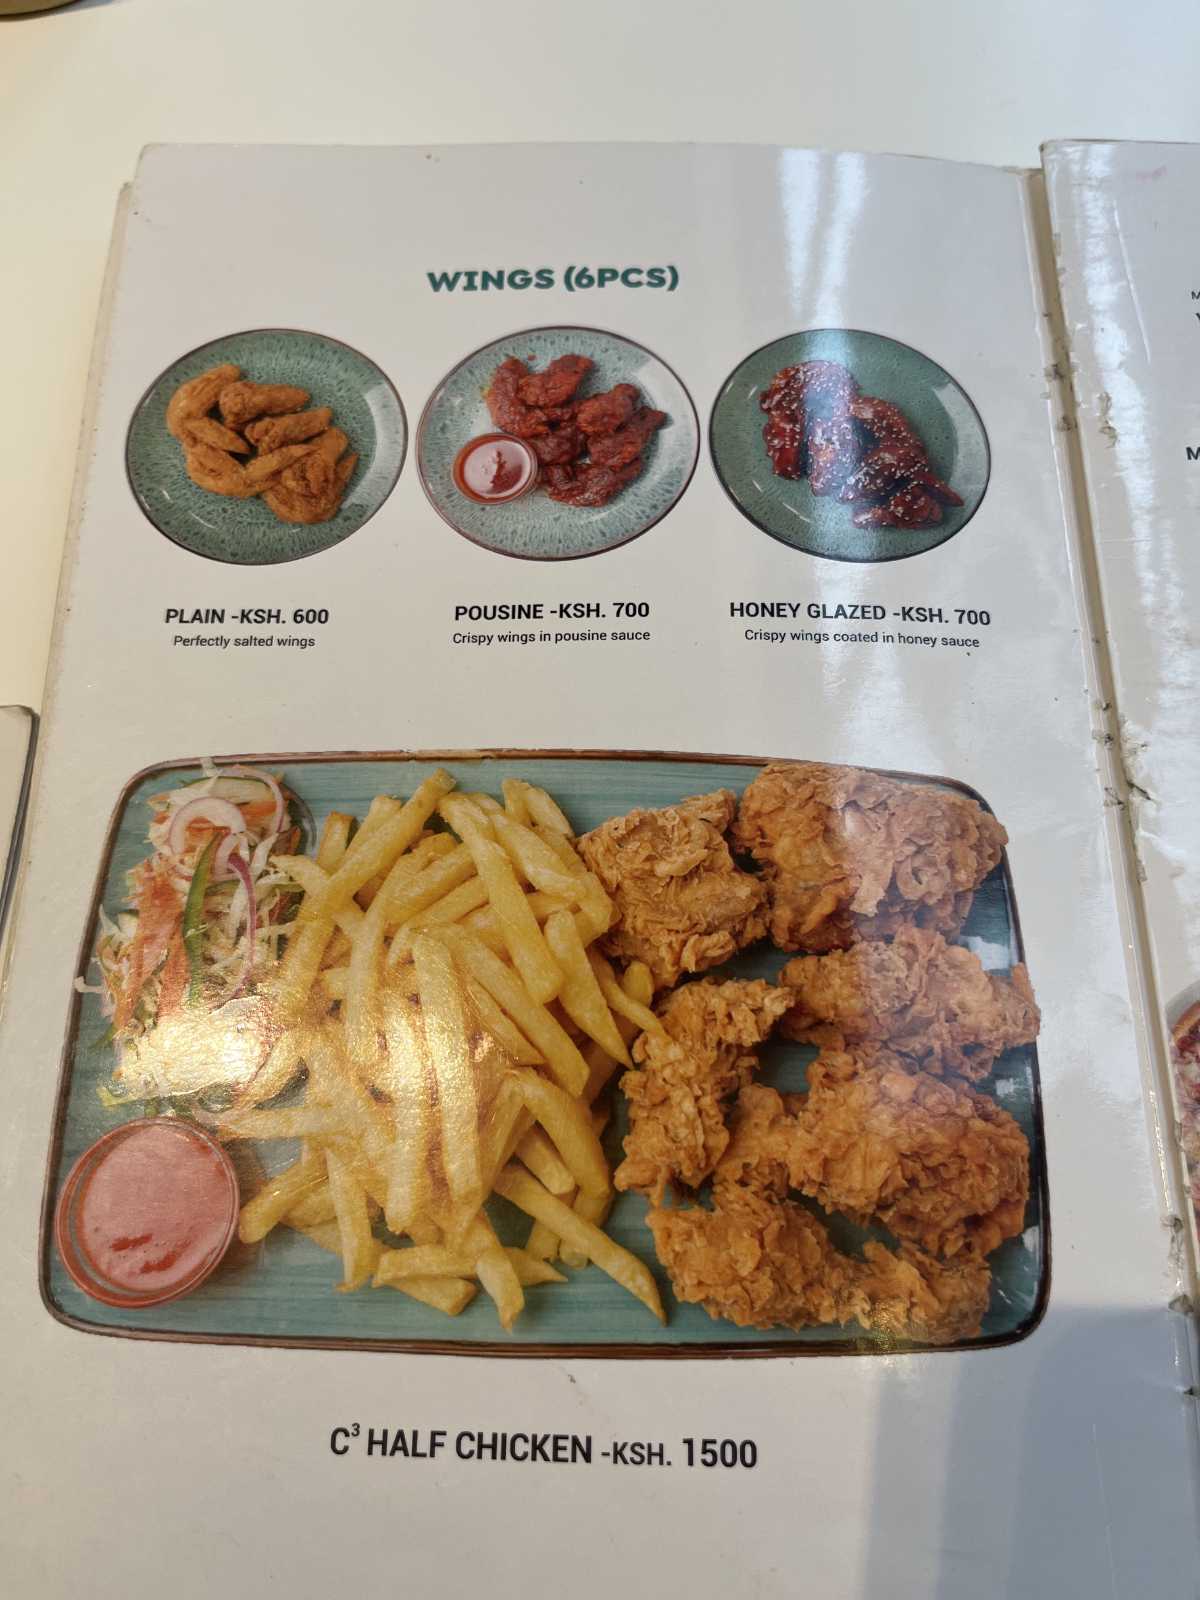 WINGS (6PCS)
PLAIN -KSH. 600
Perfectly salted wings
POUSINE -KSH. 700
Crispy wings in pousine sauce
HONEY GLAZED -KSH. 700
Crispy wings coated in honey sauce
C³ HALF CHICKEN -KSH. 1500